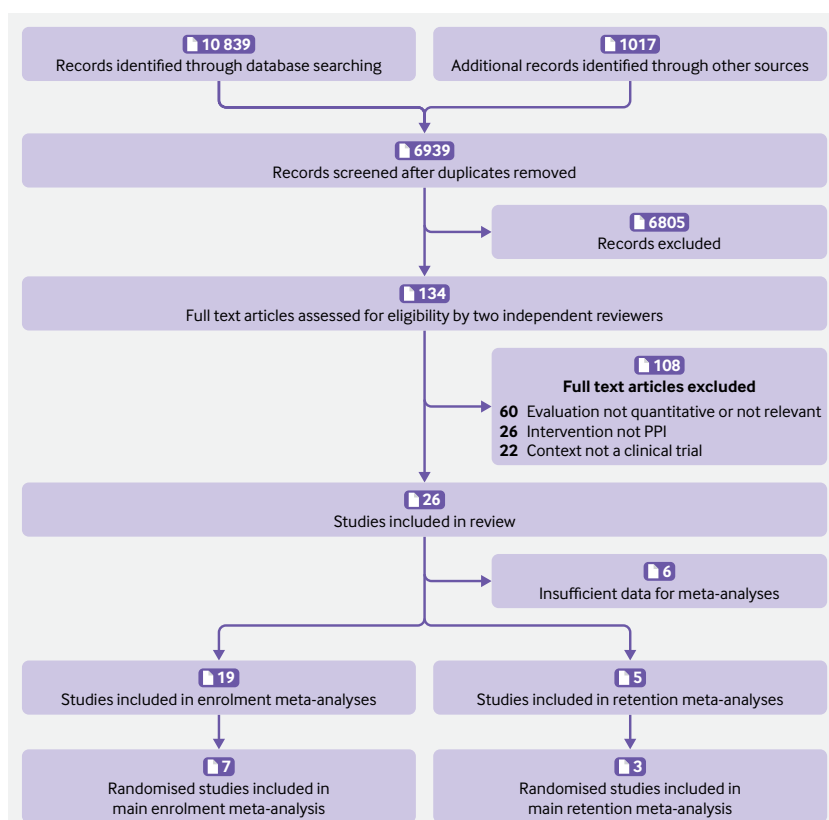 10 839
Records identified through database searching
1017
Additional records identified through other sources
6939
Records screened after duplicates removed
6805
Records excluded
134
Full text articles assessed for eligibility by two independent reviewers
108
Full text articles excluded
60 Evaluation not quantitative or not relevant
26 Intervention not PPI
22 Context not a clinical trial
26
Studies included in review
6
Insufficient data for meta-analyses
19
Studies included in enrolment meta-analyses
5
Studies included in retention meta-analyses
7
Randomised studies included in
main enrolment meta-analysis
3
Randomised studies included in
main retention meta-analysis